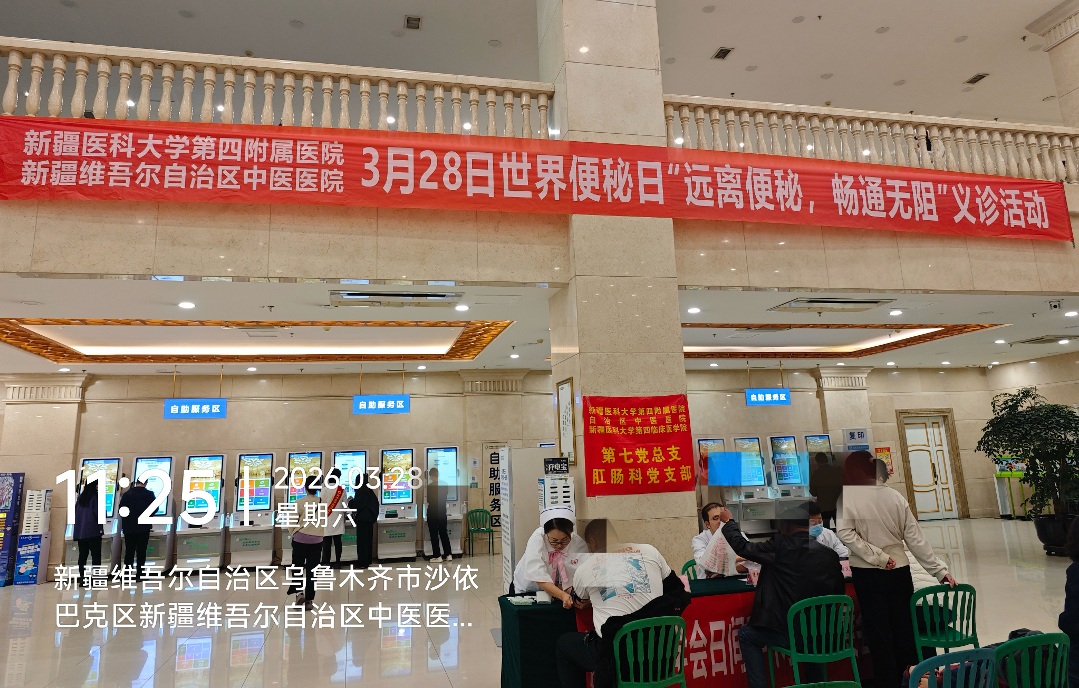 新疆医科大学第四附属医院
新疆维吾尔自治区中医医院
3月28日世界便秘日"远离便秘，畅通无阻"义诊活动
自助服务区
自助服务区
自助服务区
新疆医科大学第四附属医院
自治区中医医院
新疆医科大学第四临床医学院
第七党总支
肛肠科党支部
复印
自助服务区
充电宝
11:25
2026.03.28
星期六
新疆维吾尔自治区乌鲁木齐市沙依
巴克区新疆维吾尔自治区中医医...
会日间